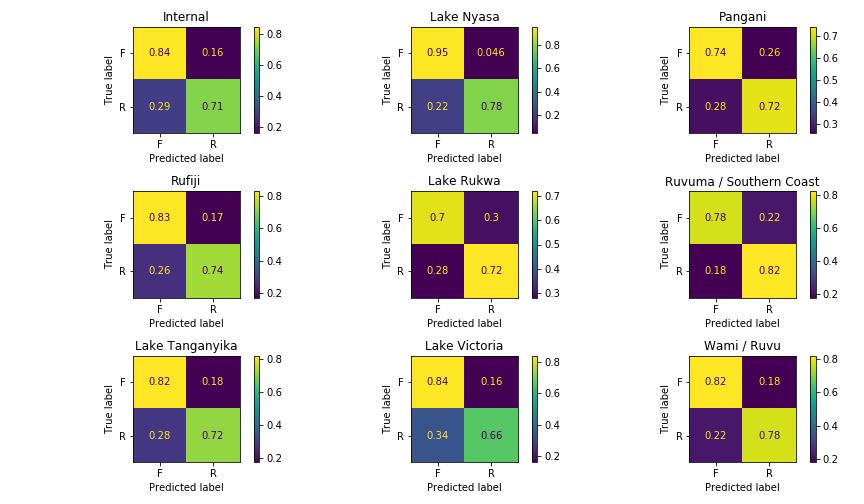 Internal
True label
F
0.84
0.16
R
0.29
0.71
F
R
Predicted label
0.8
0.6
0.4
0.2
Lake Nyasa
True label
F
0.95
0.046
R
0.22
0.78
F
R
Predicted label
0.8
0.6
0.4
0.2
Pangani
True label
F
0.74
0.26
R
0.28
0.72
F
R
Predicted label
0.7
0.6
0.5
0.4
0.3
Rufiji
True label
F
0.83
0.17
R
0.26
0.74
F
R
Predicted label
0.8
0.6
0.4
0.2
Lake Rukwa
True label
F
0.7
0.3
R
0.28
0.72
F
R
Predicted label
0.7
0.6
0.5
0.4
0.3
Ruvuma / Southern Coast
True label
F
0.78
0.22
R
0.18
0.82
F
R
Predicted label
0.8
0.6
0.4
0.2
Lake Tanganyika
True label
F
0.82
0.18
R
0.28
0.72
F
R
Predicted label
0.8
0.6
0.4
0.2
Lake Victoria
True label
F
0.84
0.16
R
0.34
0.66
F
R
Predicted label
0.8
0.6
0.4
0.2
Wami / Ruvu
True label
F
0.82
0.18
R
0.22
0.78
F
R
Predicted label
0.8
0.6
0.4
0.2